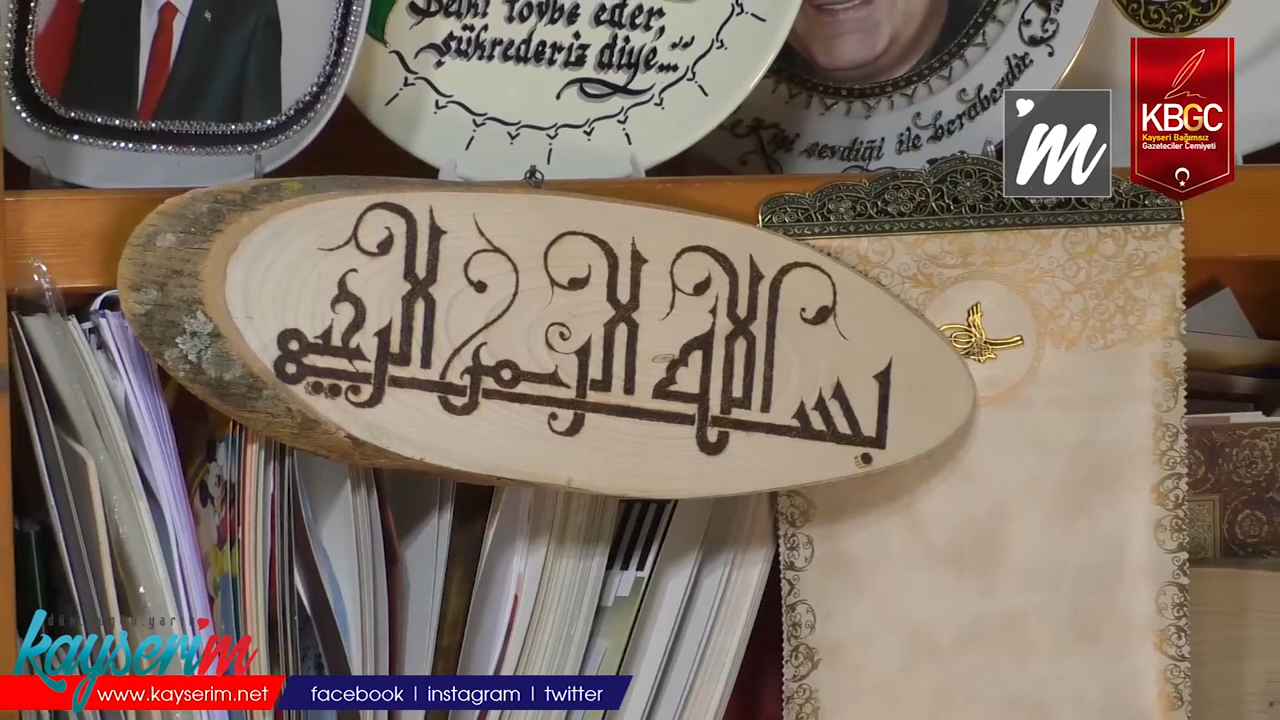 Belki tövbe eder,
şükrederiz diye...
Kişi sevdiği ile beraberdir.
'm
KBGC
Kayseri Bağımsız
Gazeteciler Cemiyeti
بسم الله الرحمن الرحيم
kayserim
www.kayserim.net
facebook | instagram | twitter